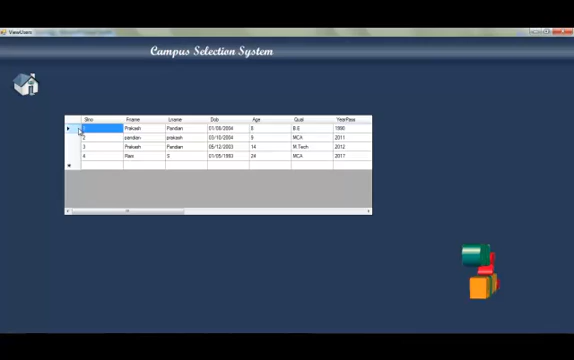 ViewUsers
Campus Selection System
Slno Fname Lname Dob Age Qual YearPass
1 Prakash Pandian 01/08/2004 8 B.E 1990
2 pandian prakash 03/10/2004 9 MCA 2011
3 Prakash Pandian 05/12/2003 14 M.Tech 2012
4 Ram S 01/05/1993 24 MCA 2017